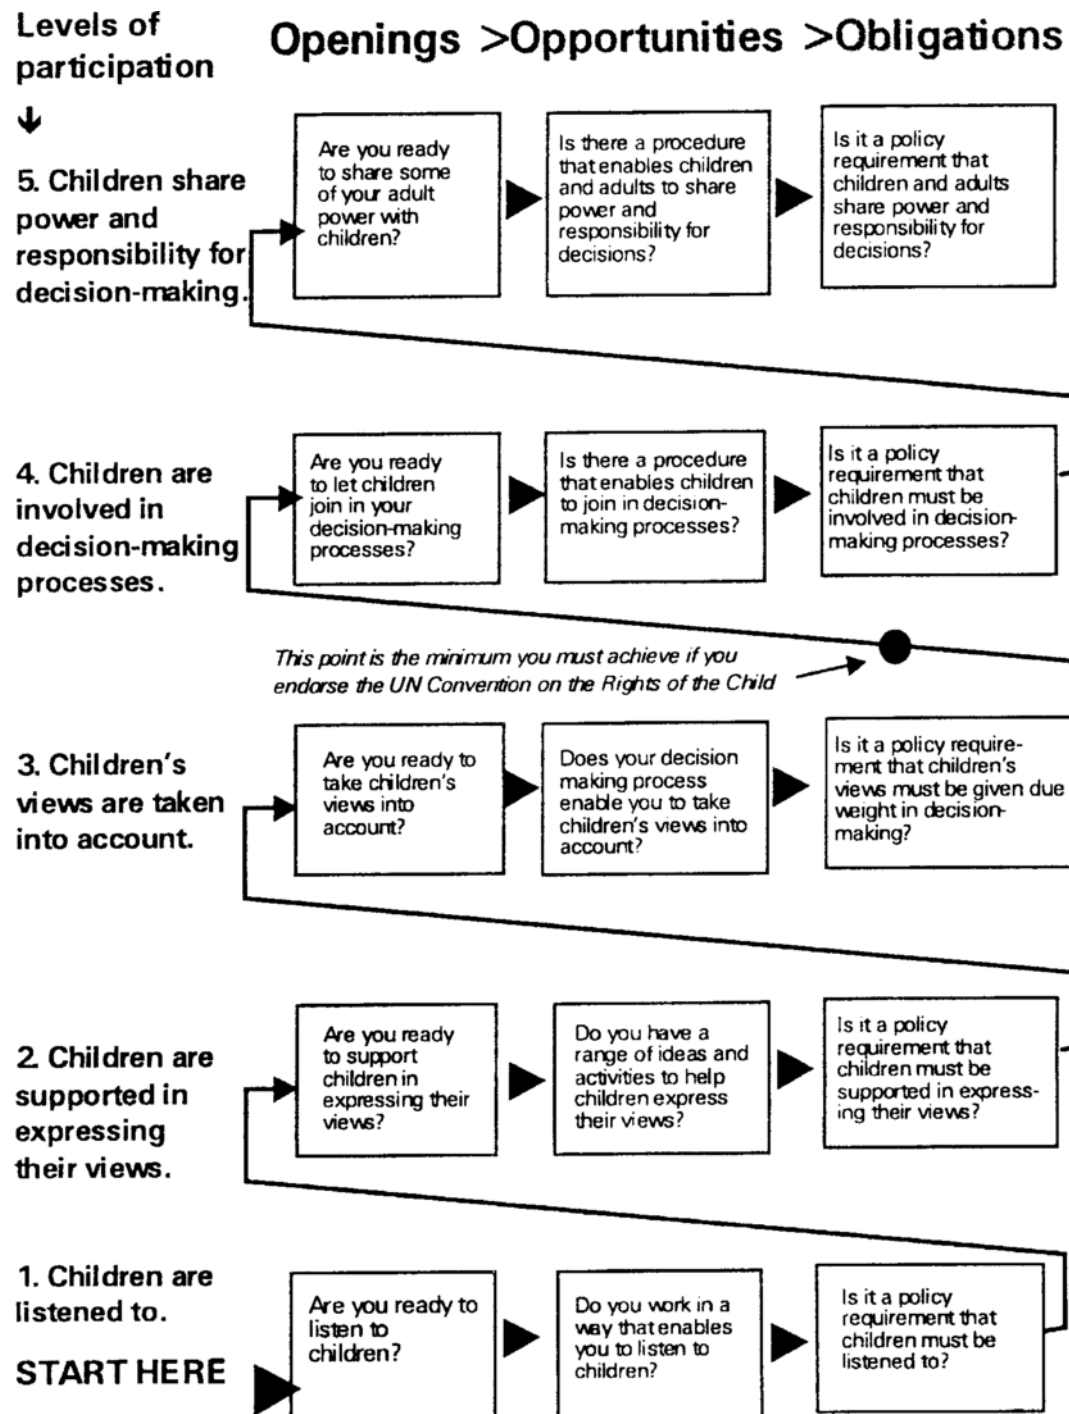 Levels of
participation
Openings >Opportunities >Obligations
5. Children share
power and
responsibility for
decision-making.
Are you ready
to share some
of your adult
power with
children?
Is there a procedure
that enables children
and adults to share
power and
responsibility for
decisions?
Is it a policy
requirement that
children and adults
share power and
responsibility for
decisions?
4. Children are
involved in
decision-making
processes.
Are you ready
to let children
join in your
decision-making
processes?
Is there a procedure
that enables children
to join in decision-
making processes?
Is it a policy
requirement that
children must be
involved in decision-
making processes?
This point is the minimum you must achieve if you
endorse the UN Convention on the Rights of the Child
3. Children's
views are taken
into account.
Are you ready to
take children's
views into
account?
Does your decision
making process
enable you to take
children's views into
account?
Is it a policy require-
ment that children's
views must be given due
weight in decision-
making?
2. Children are
supported in
expressing
their views.
Are you ready
to support
children in
expressing their
views?
Do you have a
range of ideas and
activities to help
children express
their views?
Is it a policy
requirement that
children must be
supported in express-
ing their views?
1. Children are
listened to.
START HERE
Are you ready to
listen to
children?
Do you work in a
way that enables
you to listen to
children?
Is it a policy
requirement that
children must be
listened to?